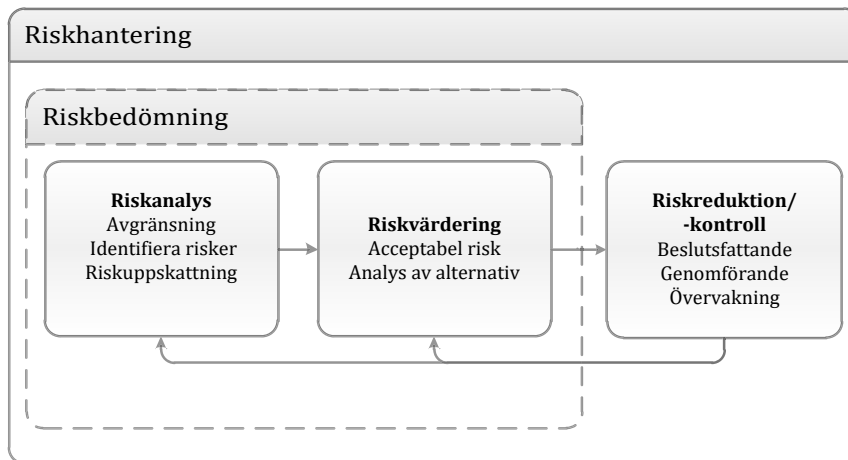 Riskhantering
Riskbedömning
Riskanalys
Avgränsning
Identifiera risker
Riskuppskattning
Riskvärdering
Acceptabel risk
Analys av alternativ
Riskreduktion/
-kontroll
Beslutsfattande
Genomförande
Övervakning